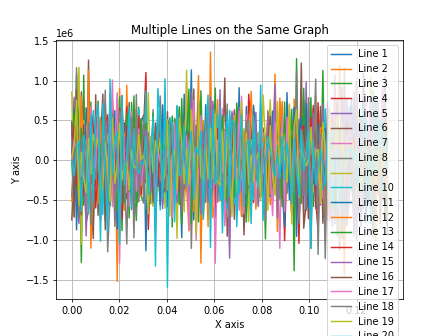 Multiple Lines on the Same Graph
1e6
1.5
1.0
0.5
0.0
−0.5
−1.0
−1.5
Y axis
0.00
0.02
0.04
0.06
0.08
0.10
X axis
Line 1
Line 2
Line 3
Line 4
Line 5
Line 6
Line 7
Line 8
Line 9
Line 10
Line 11
Line 12
Line 13
Line 14
Line 15
Line 16
Line 17
Line 18
Line 19
Line 20